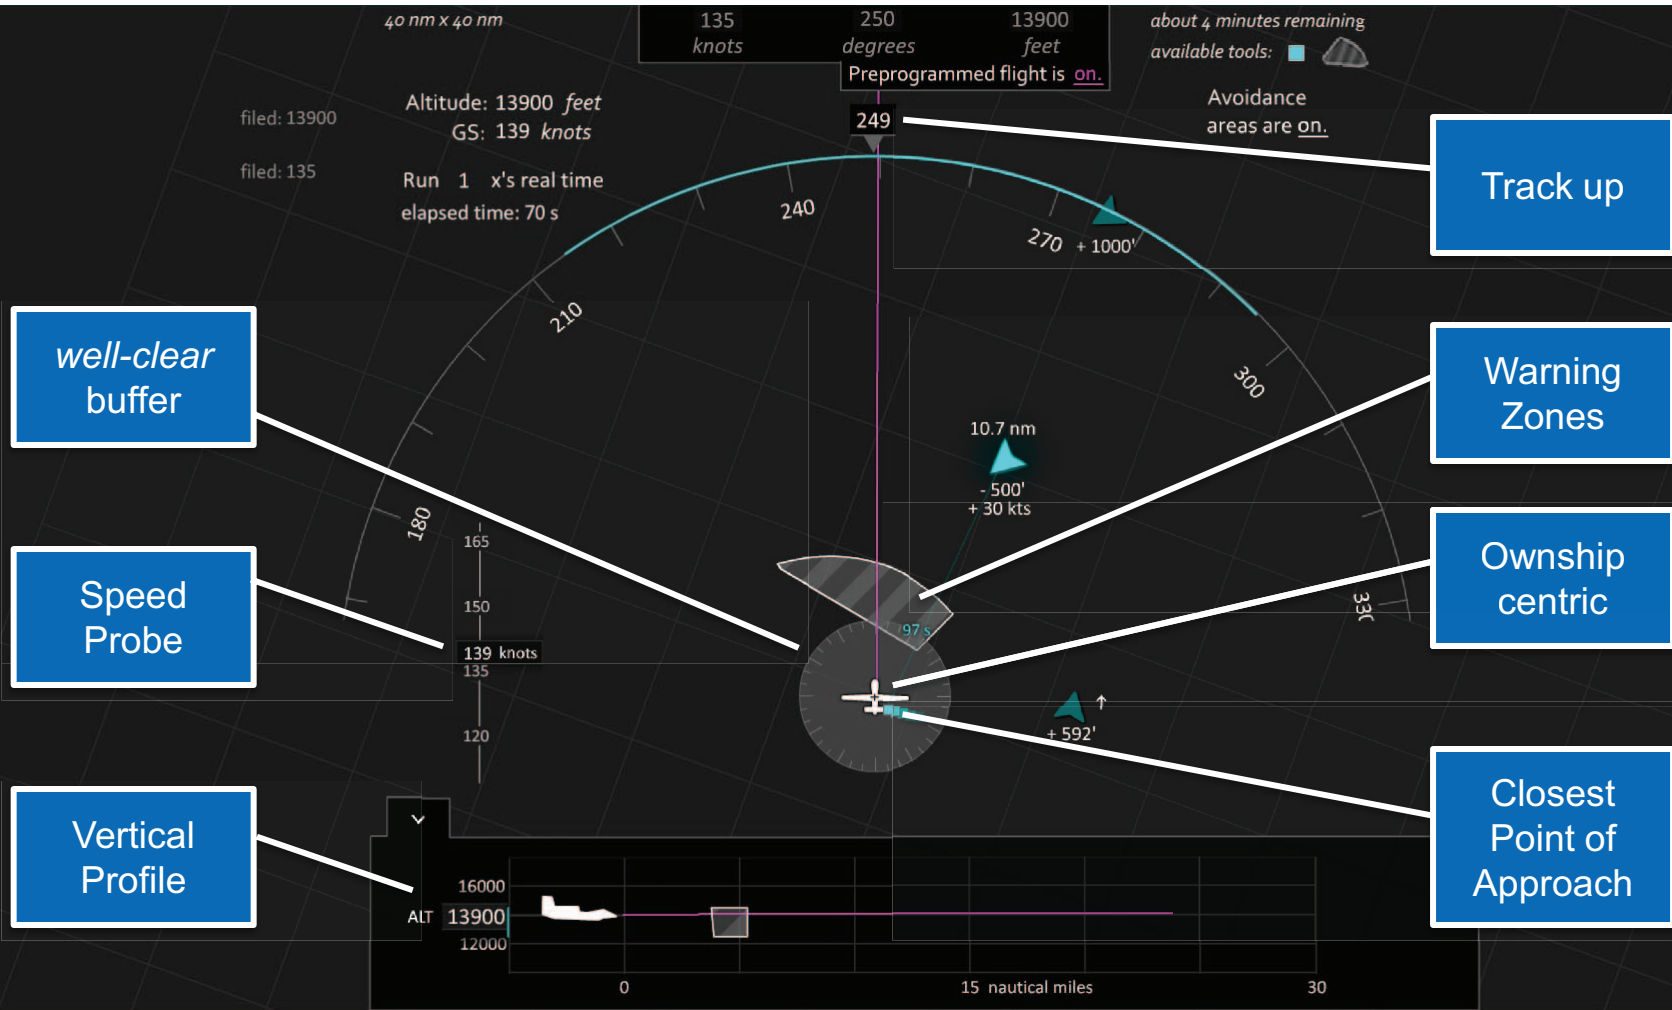 40 nm x 40 nm
135
250
13900
knots
degrees
feet
Preprogrammed flight is on.
about 4 minutes remaining
available tools:
Avoidance
areas are on.
filed: 13900
Altitude: 13900 feet
GS: 139 knots
filed: 135
Run 1 x's real time
elapsed time: 70 s
249
Track up
240
270
+ 1000'
210
300
180
330
well-clear
buffer
Warning
Zones
10.7 nm
- 500'
+ 30 kts
165
150
139 knots
135
120
Speed
Probe
97 s
Ownship
centric
+ 592'
Vertical
Profile
Closest
Point of
Approach
16000
ALT 13900
12000
0
15 nautical miles
30